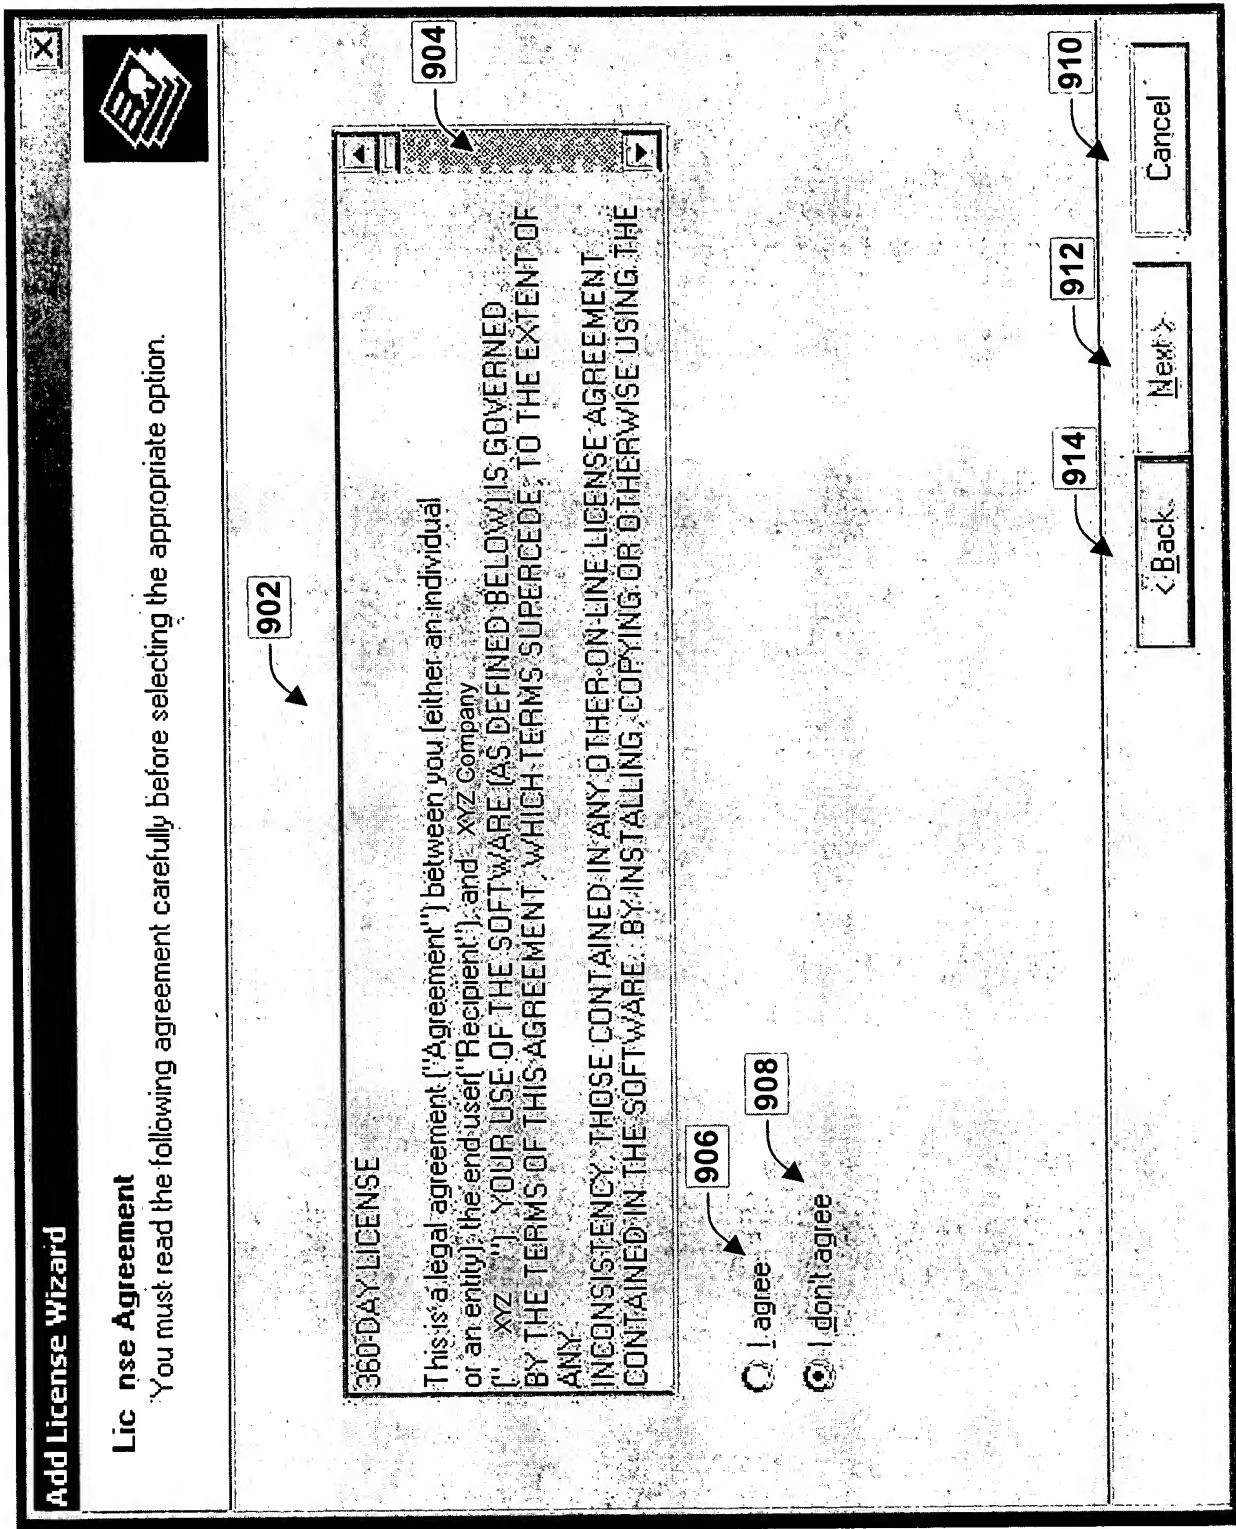 Add License Wizard
Lic nse Agreement
You must read the following agreement carefully before selecting the appropriate option.
902
904
360-DAY LICENSE
This is a legal agreement ("Agreement") between you (either an individual
or an entity), the end user("Recipient"), and XYZ Company
(" XYZ "). YOUR USE OF THE SOFTWARE (AS DEFINED BELOW) IS GOVERNED
BY THE TERMS OF THIS AGREEMENT, WHICH TERMS SUPERCEDE, TO THE EXTENT OF
ANY
INCONSISTENCY, THOSE CONTAINED IN ANY OTHER ON-LINE LICENSE AGREEMENT
CONTAINED IN THE SOFTWARE. BY INSTALLING, COPYING OR OTHERWISE USING THE
906
I agree
908
I don't agree
914
912
910
< Back
Next >
Cancel